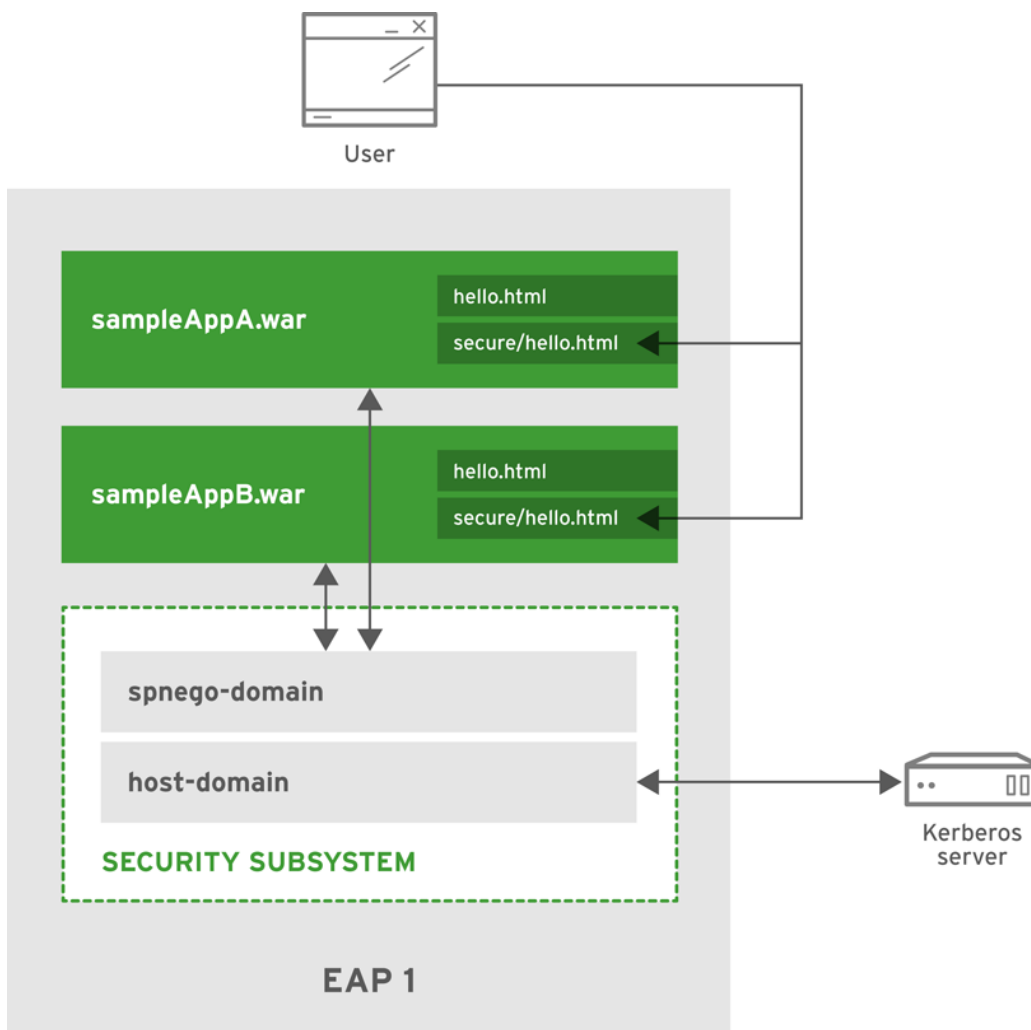 User
sampleAppA.war
hello.html
secure/hello.html
sampleAppB.war
hello.html
secure/hello.html
spnego-domain
host-domain
SECURITY SUBSYSTEM
Kerberos
server
EAP 1